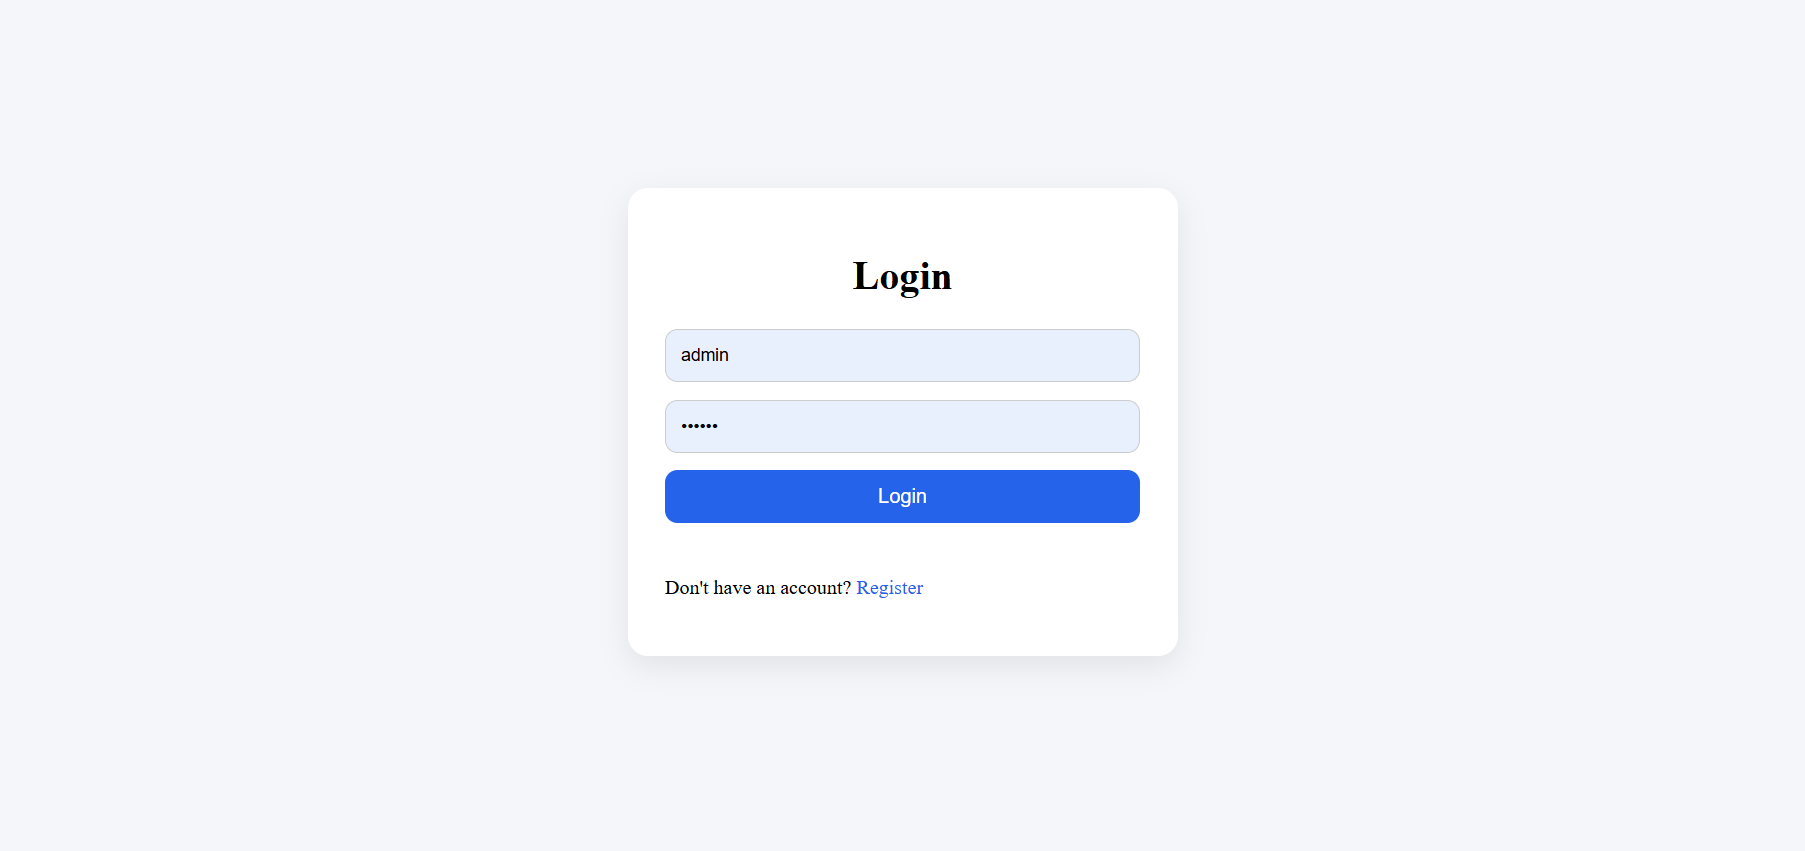 Login
admin
••••••
Login
Don't have an account? Register